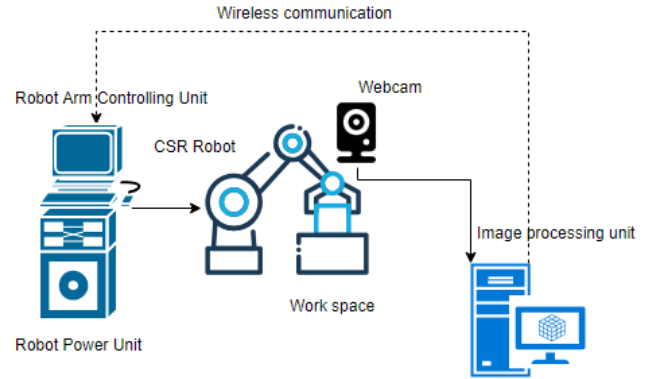 Wireless communication
Robot Arm Controlling Unit
Webcam
CSR Robot
Image processing unit
Work space
Robot Power Unit